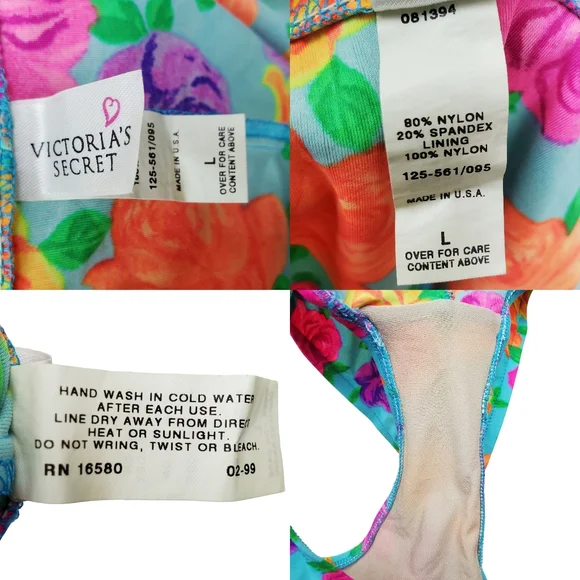 VICTORIA'S
SECRET
125-561/095
MADE IN U.S.A.
L
OVER FOR CARE
CONTENT ABOVE
081394
80% NYLON
20% SPANDEX
LINING
100% NYLON
125-561/095
MADE IN U.S.A.
L
OVER FOR CARE
CONTENT ABOVE
HAND WASH IN COLD WATER
AFTER EACH USE.
LINE DRY AWAY FROM DIRECT
HEAT OR SUNLIGHT.
DO NOT WRING, TWIST OR BLEACH.
RN 16580 02-99